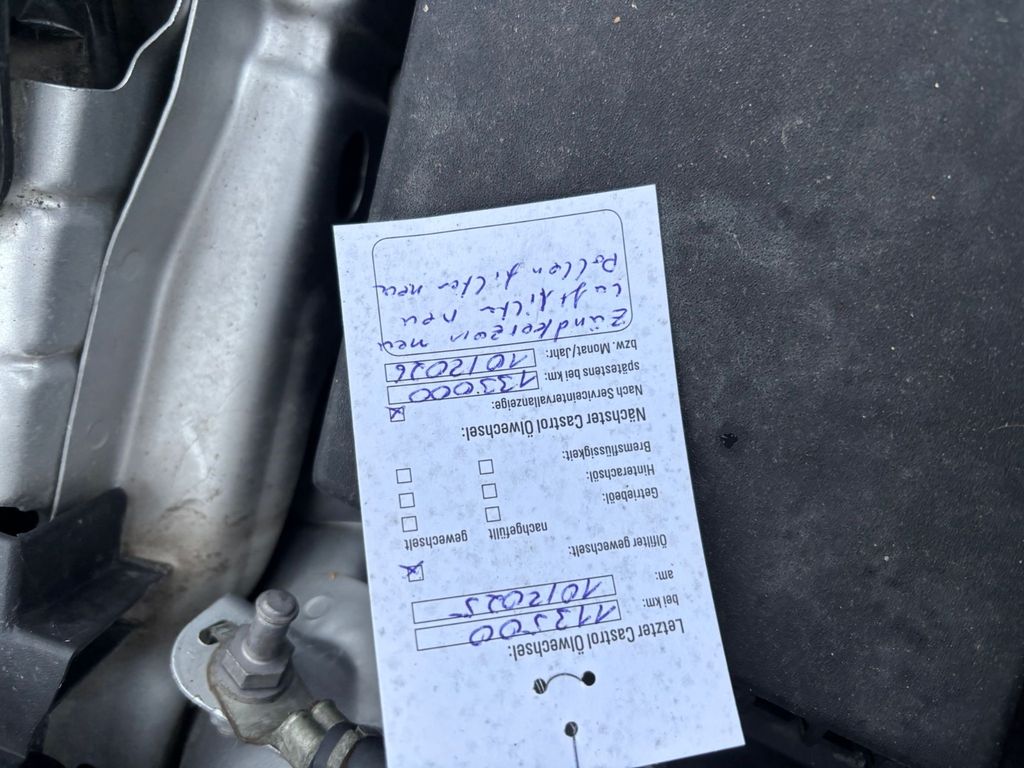 Letzter Castrol Ölwechsel:
bei km: 113500
am: 10/2025
Ölfilter gewechselt: x
nachgefüllt gewechselt
Getriebeöl:
Hinterachsöl:
Bremsflüssigkeit:
Nächster Castrol Ölwechsel:
Nach Serviceintervallanzeige: x
spätestens bei km: 133000
bzw. Monat/Jahr: 10/2026
Zündkerzen neu
Luftfilter neu
Pollenfilter neu